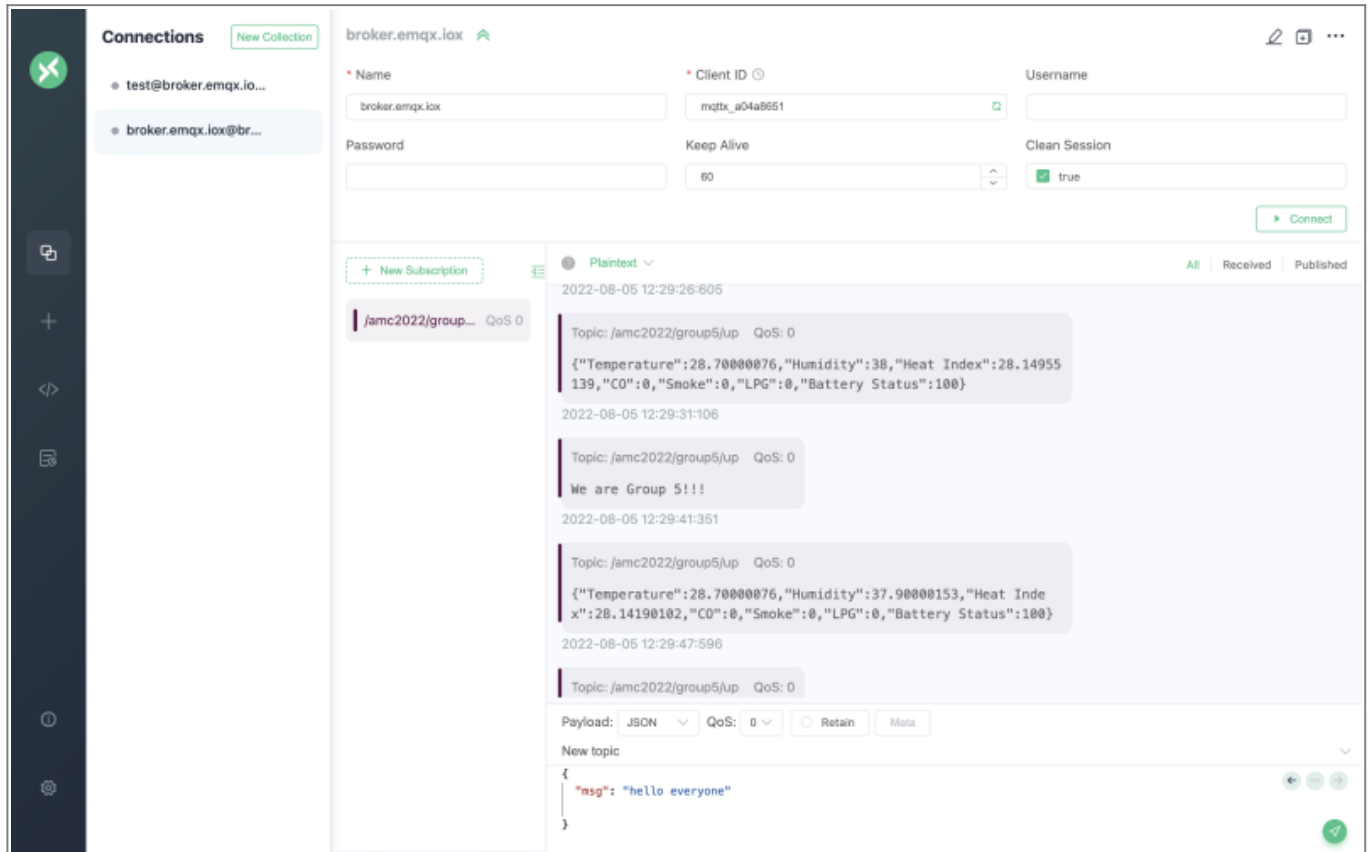 Connections
New Collection
test@broker.emqx.io...
broker.emqx.iox@br...
broker.emqx.iox
* Name
* Client ID
Username
broker.emqx.iox
mqttx_a04a8651
Password
Keep Alive
Clean Session
60
true
Connect
+ New Subscription
/amc2022/group... QoS 0
Plaintext
All
Received
Published
2022-08-05 12:29:26:605
Topic: /amc2022/group5/up QoS: 0
{"Temperature":28.70000076,"Humidity":38,"Heat Index":28.14955
139,"CO":0,"Smoke":0,"LPG":0,"Battery Status":100}
2022-08-05 12:29:31:106
Topic: /amc2022/group5/up QoS: 0
We are Group 5!!!
2022-08-05 12:29:41:351
Topic: /amc2022/group5/up QoS: 0
{"Temperature":28.70000076,"Humidity":37.90000153,"Heat Inde
x":28.14190102,"CO":0,"Smoke":0,"LPG":0,"Battery Status":100}
2022-08-05 12:29:47:596
Topic: /amc2022/group5/up QoS: 0
Payload: JSON QoS: 0 Retain Meta
New topic
{
"msg": "hello everyone"
}